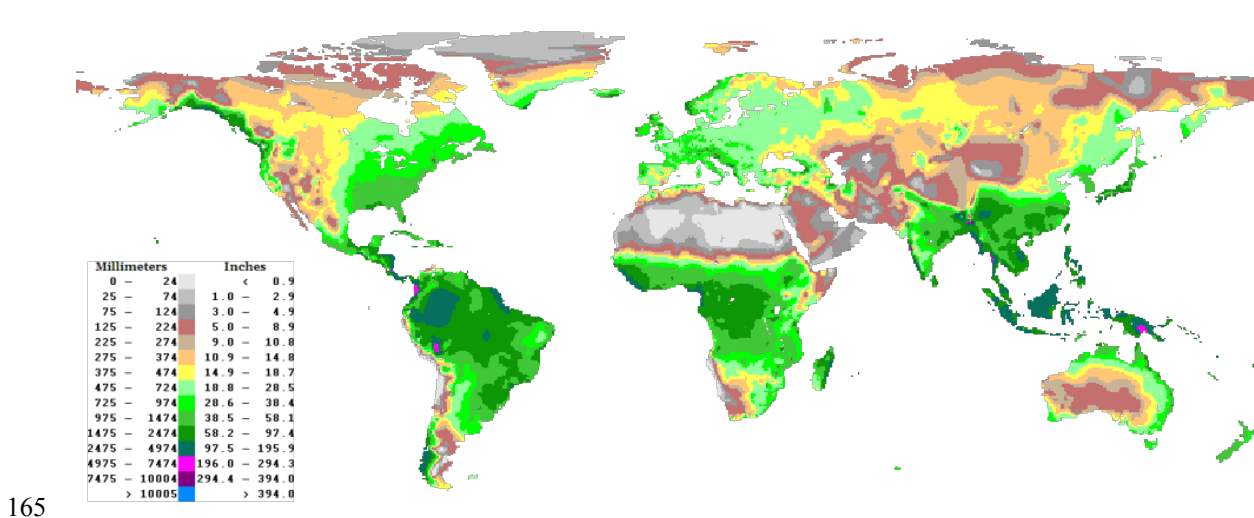 Millimeters Inches
0 – 24 < 0.9
25 – 74 1.0 – 2.9
75 – 124 3.0 – 4.9
125 – 224 5.0 – 8.9
225 – 274 9.0 – 10.8
275 – 374 10.9 – 14.8
375 – 474 14.9 – 18.7
475 – 724 18.8 – 28.5
725 – 974 28.6 – 38.4
975 – 1474 38.5 – 58.1
1475 – 2474 58.2 – 97.4
2475 – 4974 97.5 – 195.9
4975 – 7474 196.0 – 294.3
7475 – 10004 294.4 – 394.0
> 10005 > 394.0
165